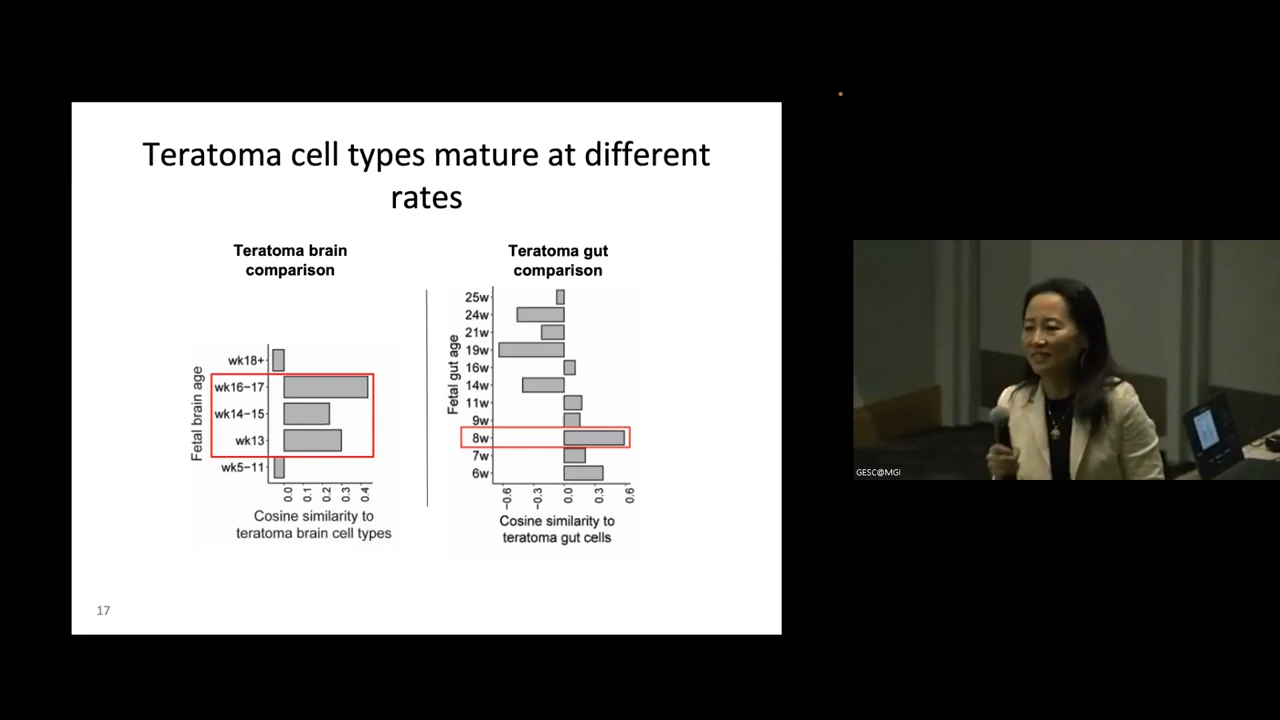 Teratoma cell types mature at different
rates
Teratoma brain
comparison
Fetal brain age
wk18+
wk16−17
wk14−15
wk13
wk5−11
0.0
0.1
0.2
0.3
0.4
Cosine similarity to
teratoma brain cell types
Teratoma gut
comparison
Fetal gut age
25w
24w
21w
19w
16w
14w
11w
9w
8w
7w
6w
−0.6
−0.3
0.0
0.3
0.6
Cosine similarity to
teratoma gut cells
17
GESC@MGI